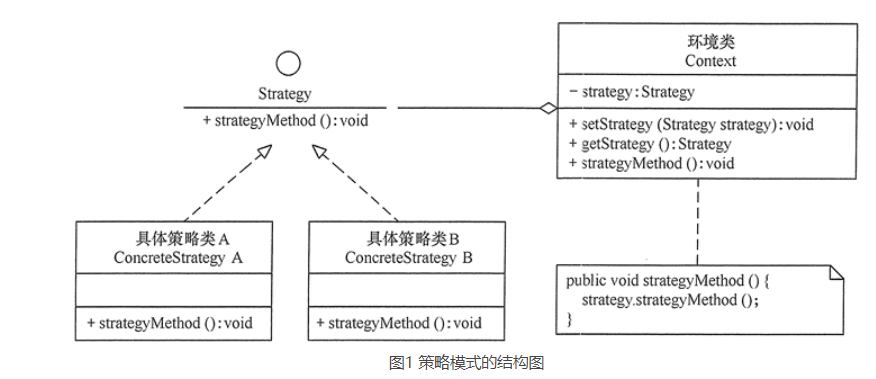 Strategy
+ strategyMethod ( ) : void
环境类
Context
− strategy : Strategy
+ setStrategy (Strategy strategy) : void
+ getStrategy ( ) : Strategy
+ strategyMethod ( ) : void
具体策略类A
ConcreteStrategy A
+ strategyMethod ( ) : void
具体策略类B
ConcreteStrategy B
+ strategyMethod ( ) : void
public void strategyMethod ( ) {
strategy.strategyMethod ( );
}
图1 策略模式的结构图